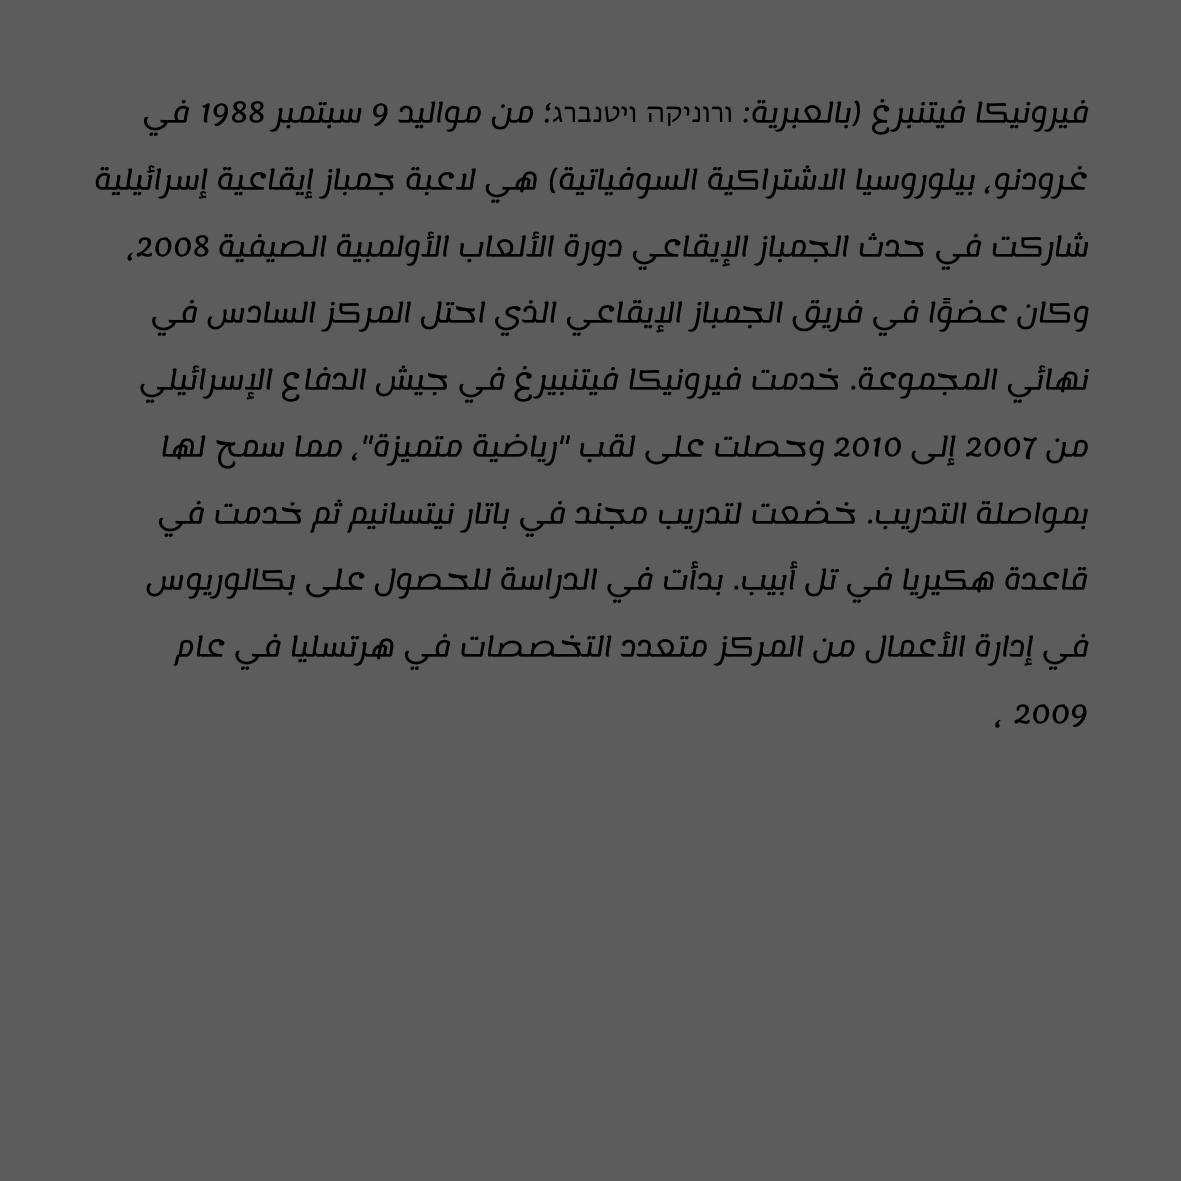 فيرونيكا فيتنبرغ (بالعبرية: ורוניקה ויטנברג؛ من مواليد 9 سبتمبر 1988 في
غرودنو، بيلوروسيا الاشتراكية السوفياتية) هي لاعبة جمباز إيقاعية إسرائيلية
شاركت في حدث الجمباز الإيقاعي دورة الألعاب الأولمبية الصيفية 2008،
وكان عضوًا في فريق الجمباز الإيقاعي الذي احتل المركز السادس في
نهائي المجموعة. خدمت فيرونيكا فيتنبيرغ في جيش الدفاع الإسرائيلي
من 2007 إلى 2010 وحصلت على لقب "رياضية متميزة"، مما سمح لها
بمواصلة التدريب. خضعت لتدريب مجند في باتار نيتسانيم ثم خدمت في
قاعدة هكيريا في تل أبيب. بدأت في الدراسة للحصول على بكالوريوس
في إدارة الأعمال من المركز متعدد التخصصات في هرتسليا في عام
2009 ،